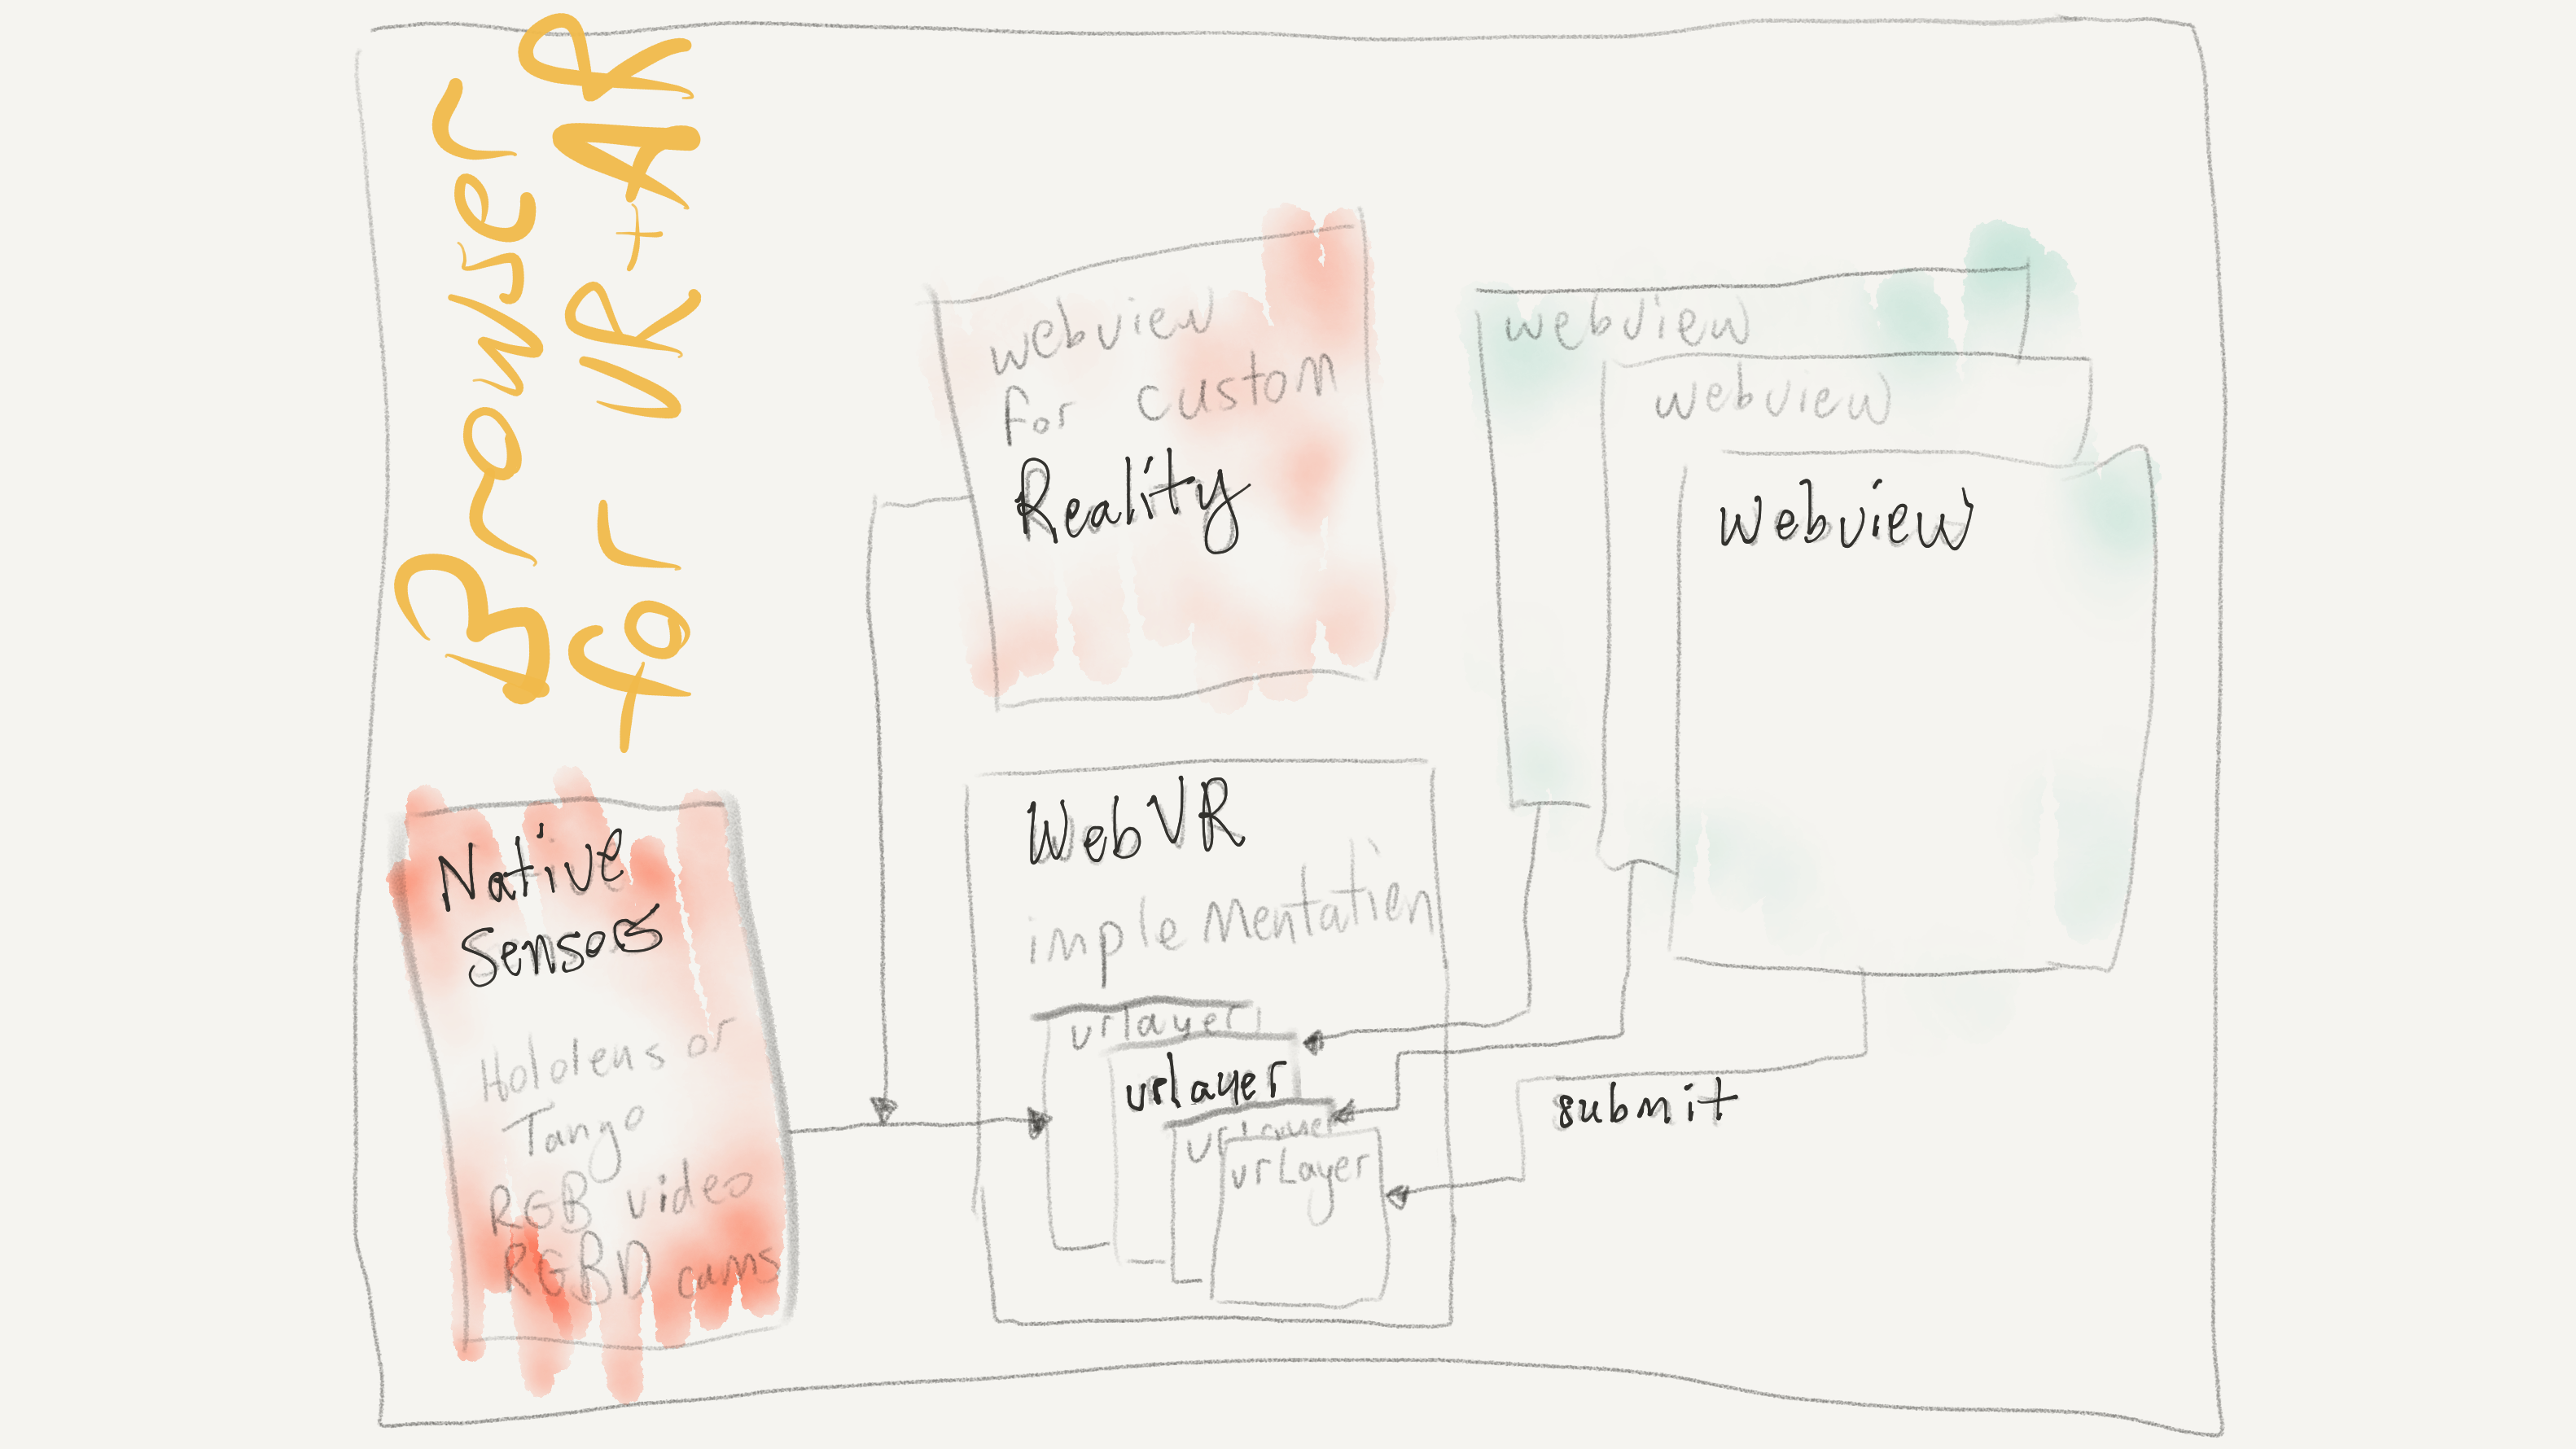 Browser
for VR+AR
webview
for custom
Reality
webview
webview
webview
Native
Sensors
Hololens or
Tango
RGB video
RGBD cams
WebVR
implementation
vrlayer
vrlayer
vrLayer
vrLayer
submit